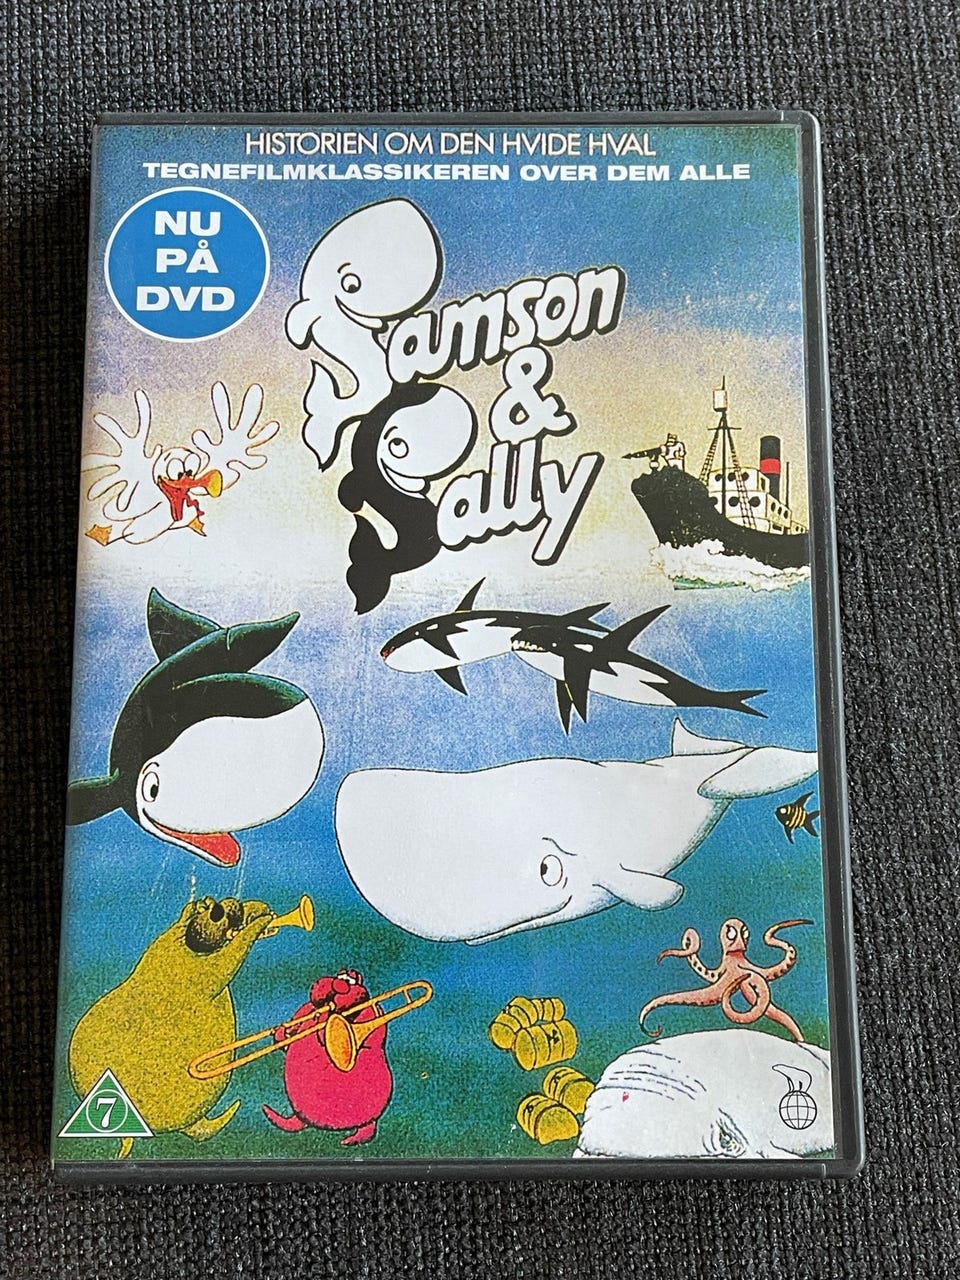 HISTORIEN OM DEN HVIDE HVAL
TEGNEFILMKLASSIKEREN OVER DEM ALLE
NU
PÅ
DVD
Samson
&
Sally
7